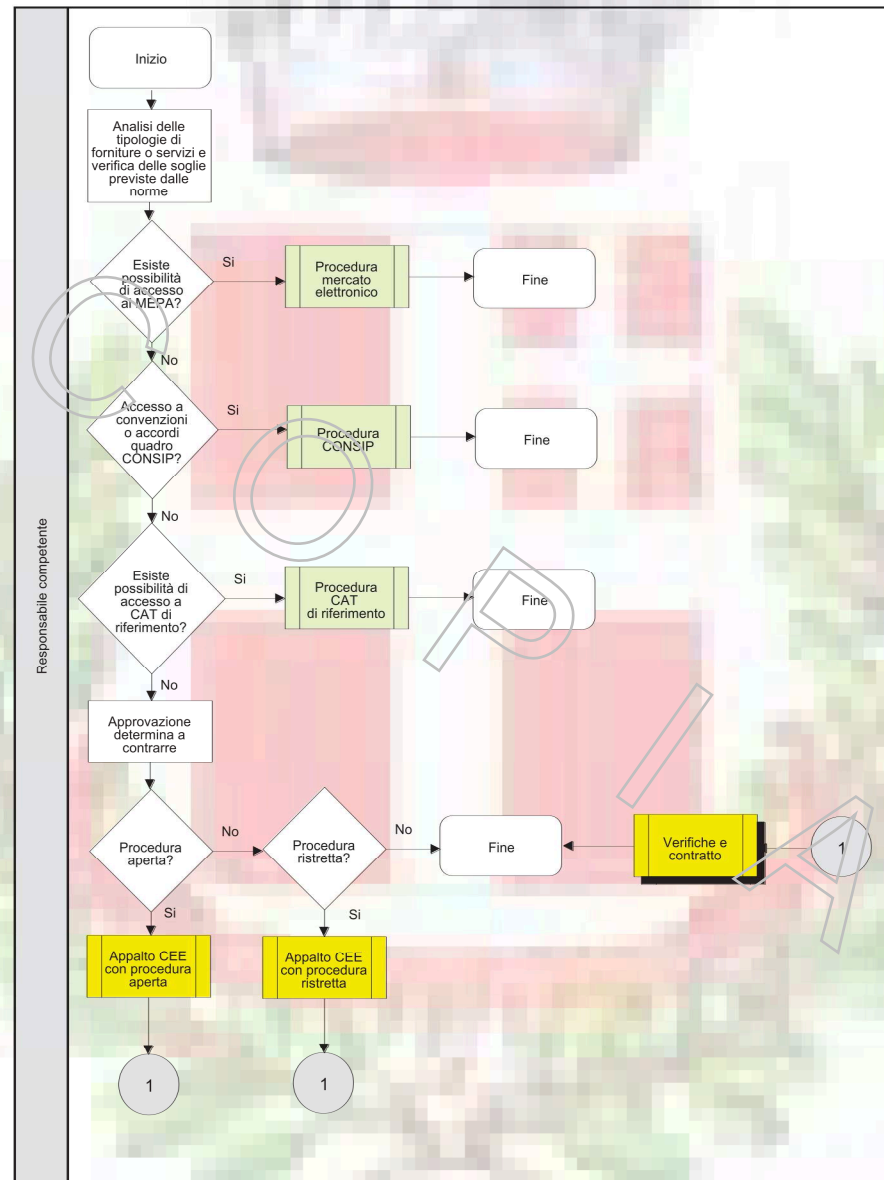 Responsabile competente
Inizio
Analisi delle
tipologie di
forniture o servizi e
verifica delle soglie
previste dalle
norme
Esiste
possibilità
di accesso
al MEPA?
Si
Procedura
mercato
elettronico
Fine
No
Accesso a
convenzioni
o accordi
quadro
CONSIP?
Si
Procedura
CONSIP
Fine
No
Esiste
possibilità di
accesso a
CAT di
riferimento?
Si
Procedura
CAT
di riferimento
Fine
No
Approvazione
determina a
contrarre
Procedura
aperta?
No
Procedura
ristretta?
No
Fine
Verifiche e
contratto
1
Si
Si
Appalto CEE
con procedura
aperta
Appalto CEE
con procedura
ristretta
1
1
COPIA